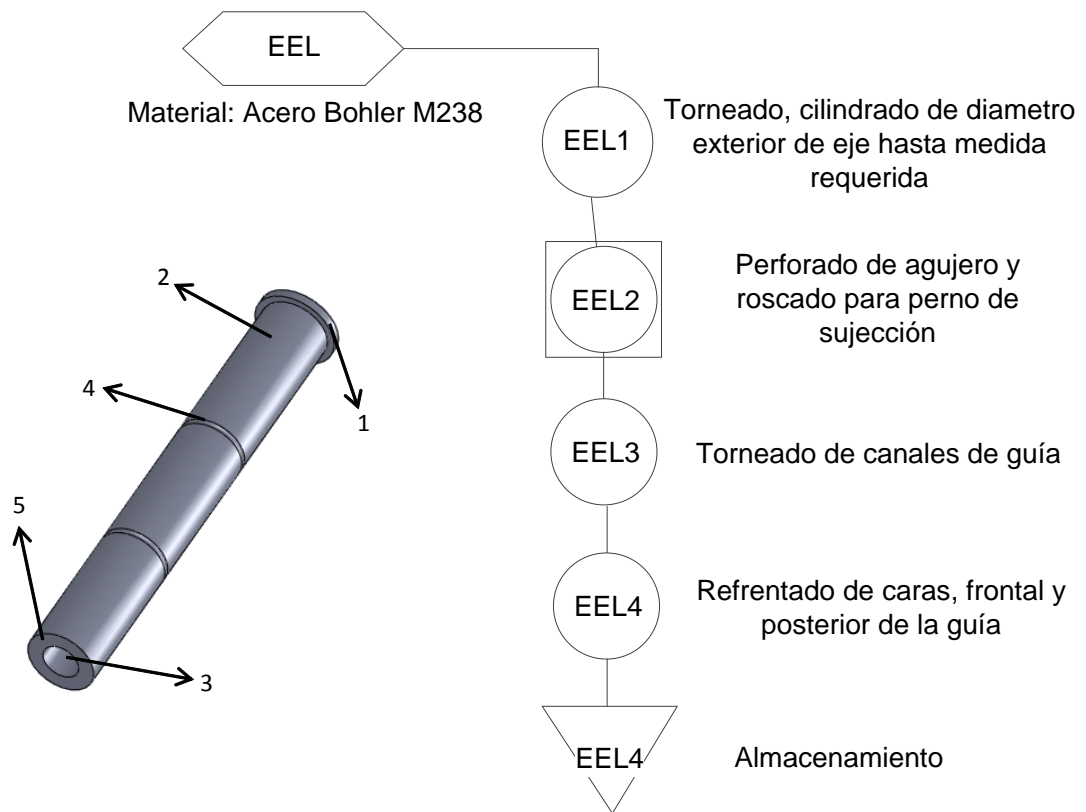 EEL
Material: Acero Bohler M238
EEL1
Torneado, cilindrado de diametro
exterior de eje hasta medida
requerida
2
4
1
5
3
EEL2
Perforado de agujero y
roscado para perno de
sujección
EEL3
Torneado de canales de guía
EEL4
Refrentado de caras, frontal y
posterior de la guía
EEL4
Almacenamiento